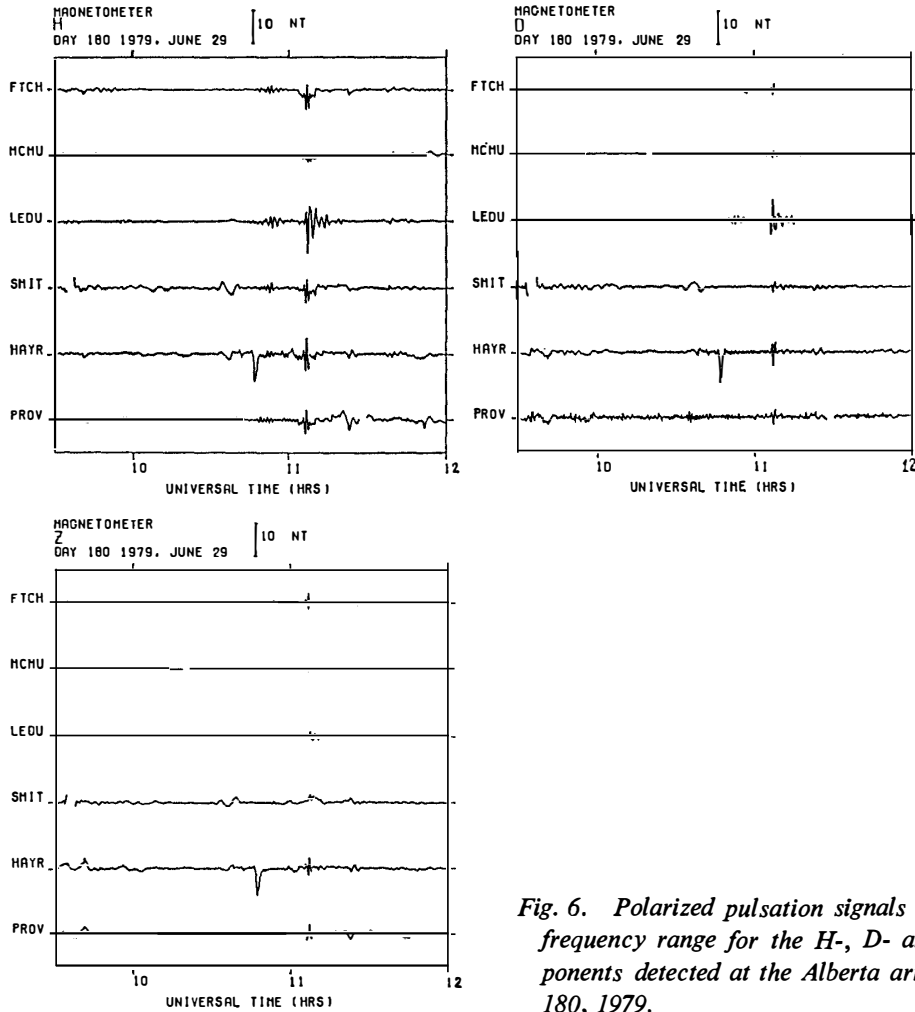 MAGNETOMETER
H
10 NT
DAY 180 1979. JUNE 29
FTCH
MCMU
LEDU
SMIT
HAYR
PROV
10 11 12
UNIVERSAL TIME (HRS)
MAGNETOMETER
D
10 NT
DAY 180 1979. JUNE 29
FTCH
MCMU
LEDU
SMIT
HAYR
PROV
10 11 12
UNIVERSAL TIME (HRS)
MAGNETOMETER
Z
10 NT
DAY 180 1979. JUNE 29
FTCH
MCMU
LEDU
SMIT
HAYR
PROV
10 11 12
UNIVERSAL TIME (HRS)
Fig. 6. Polarized pulsation signals
frequency range for the H-, D- a
ponents detected at the Alberta ar
180, 1979.